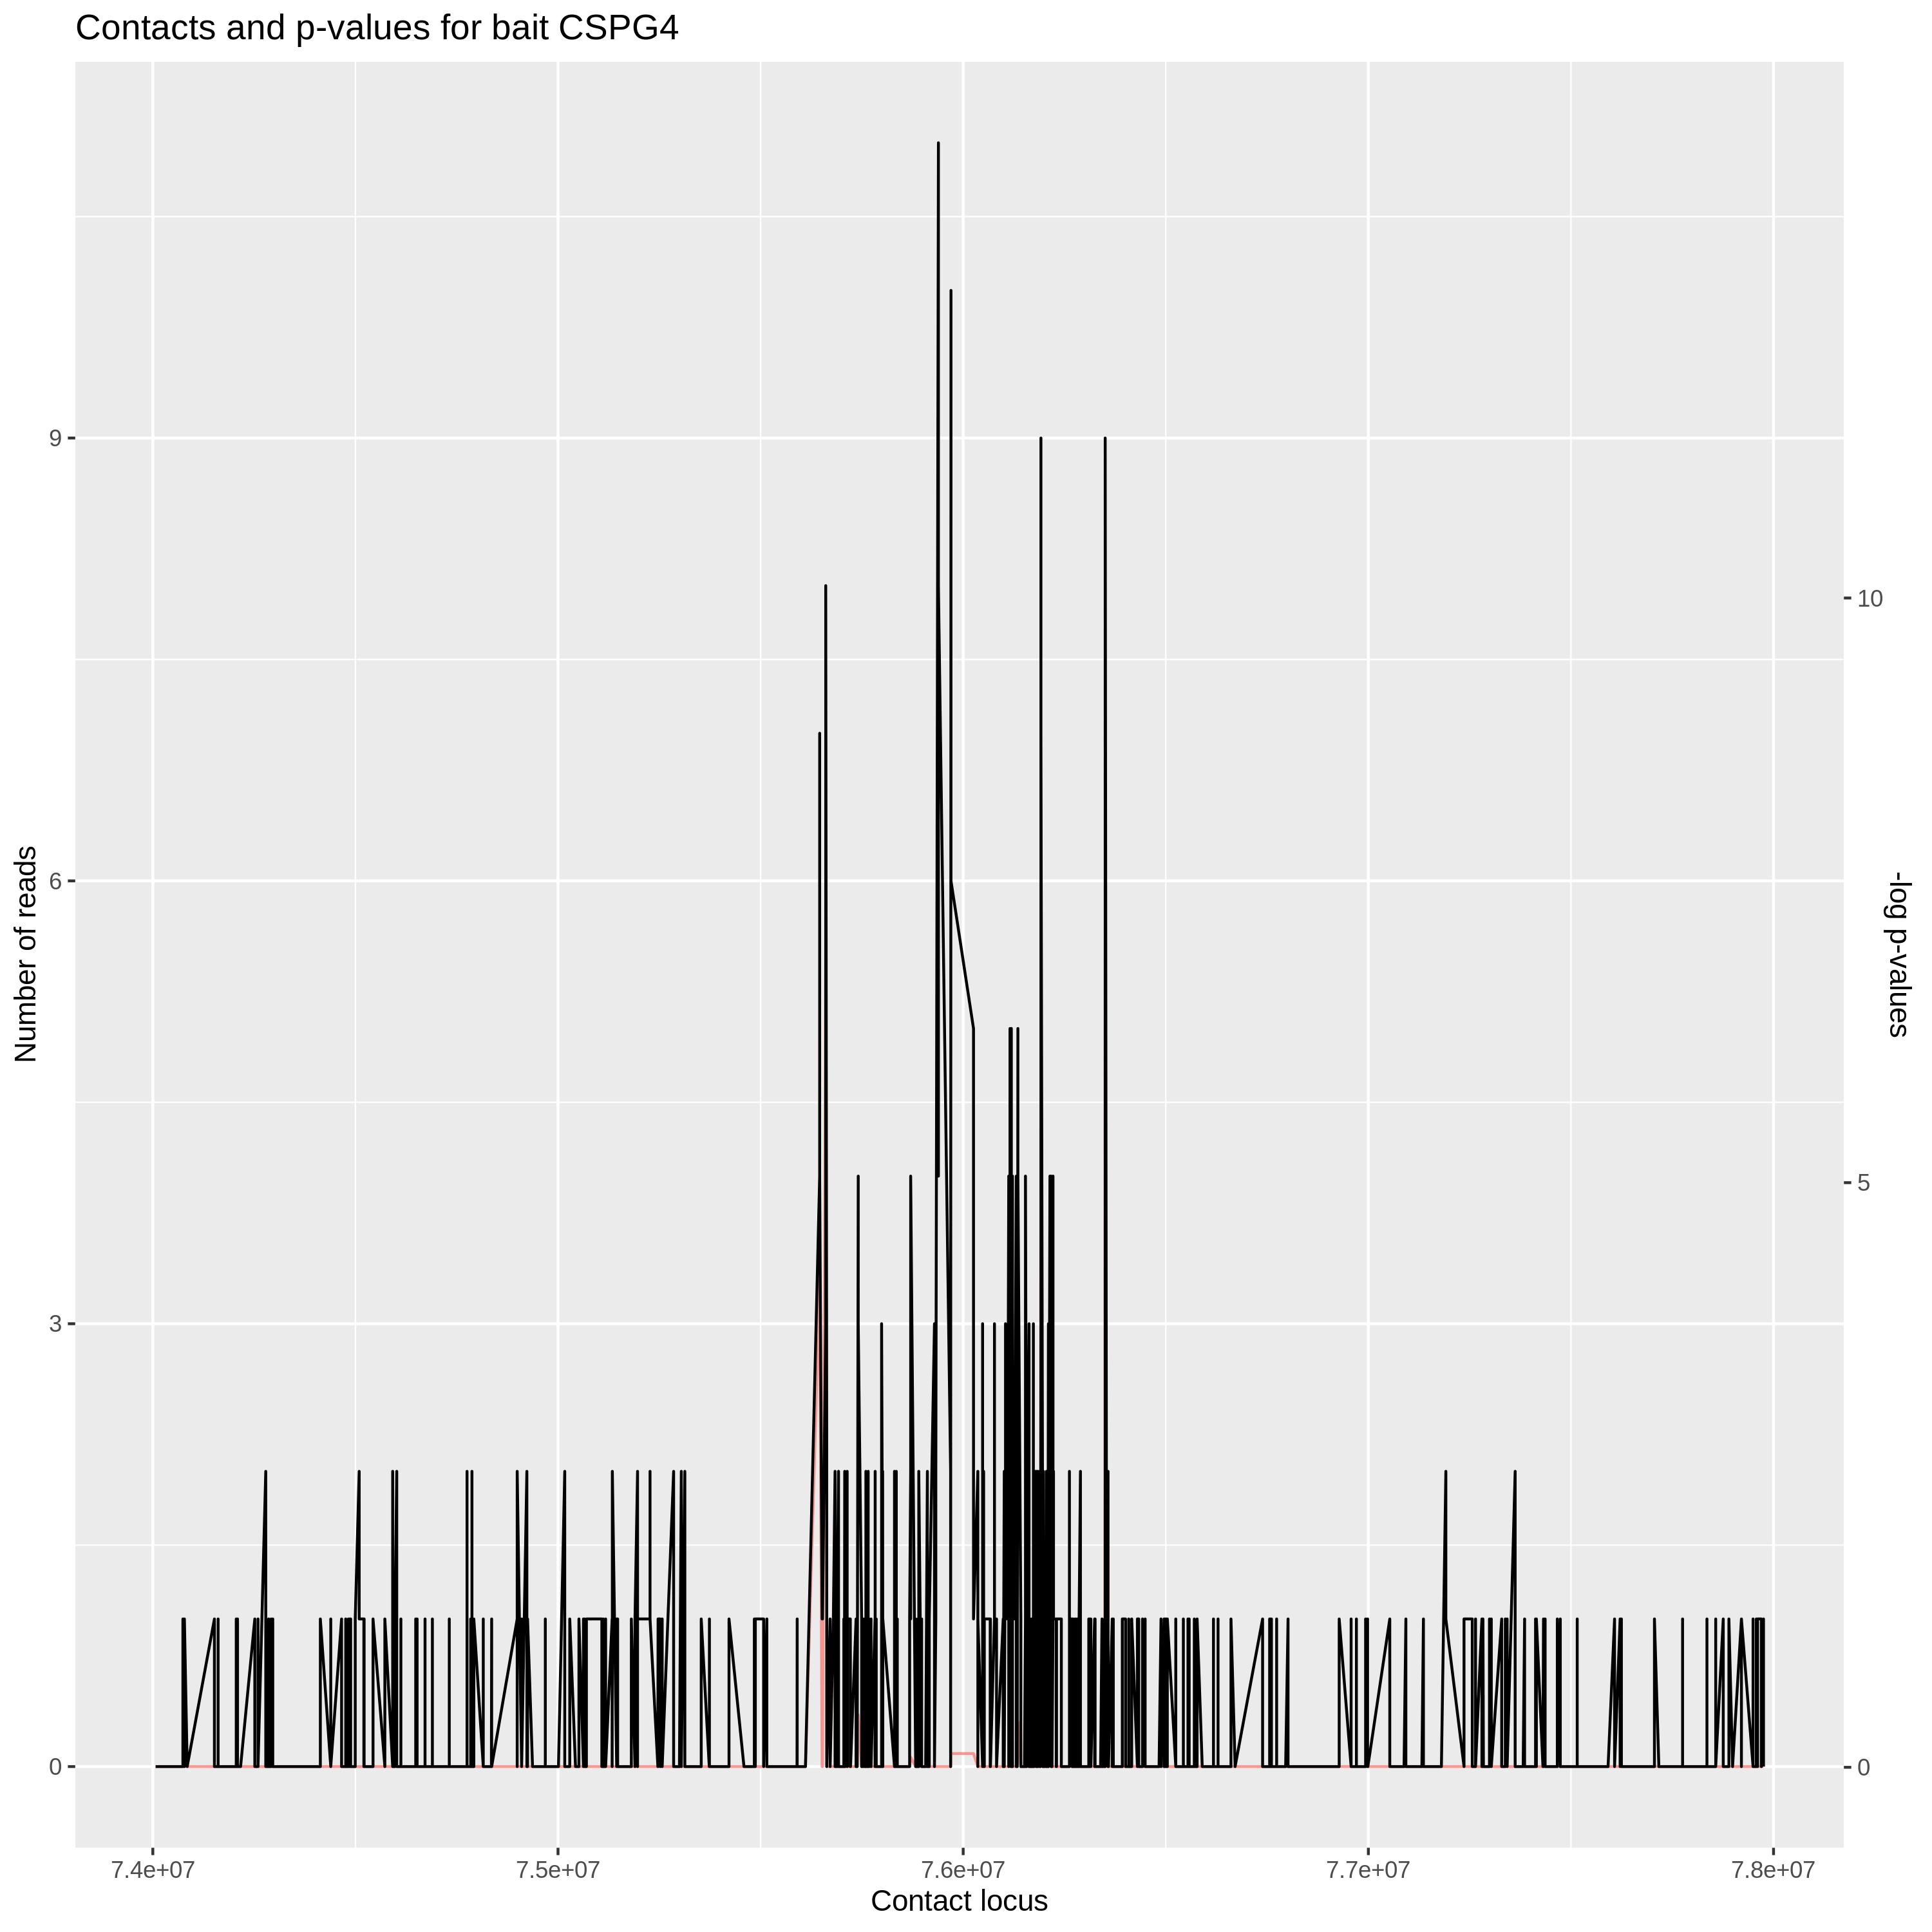 Contacts and p-values for bait CSPG4
Number of reads
9
6
3
0
10
5
0
-log p-values
7.4e+07 7.5e+07 7.6e+07 7.7e+07 7.8e+07
Contact locus